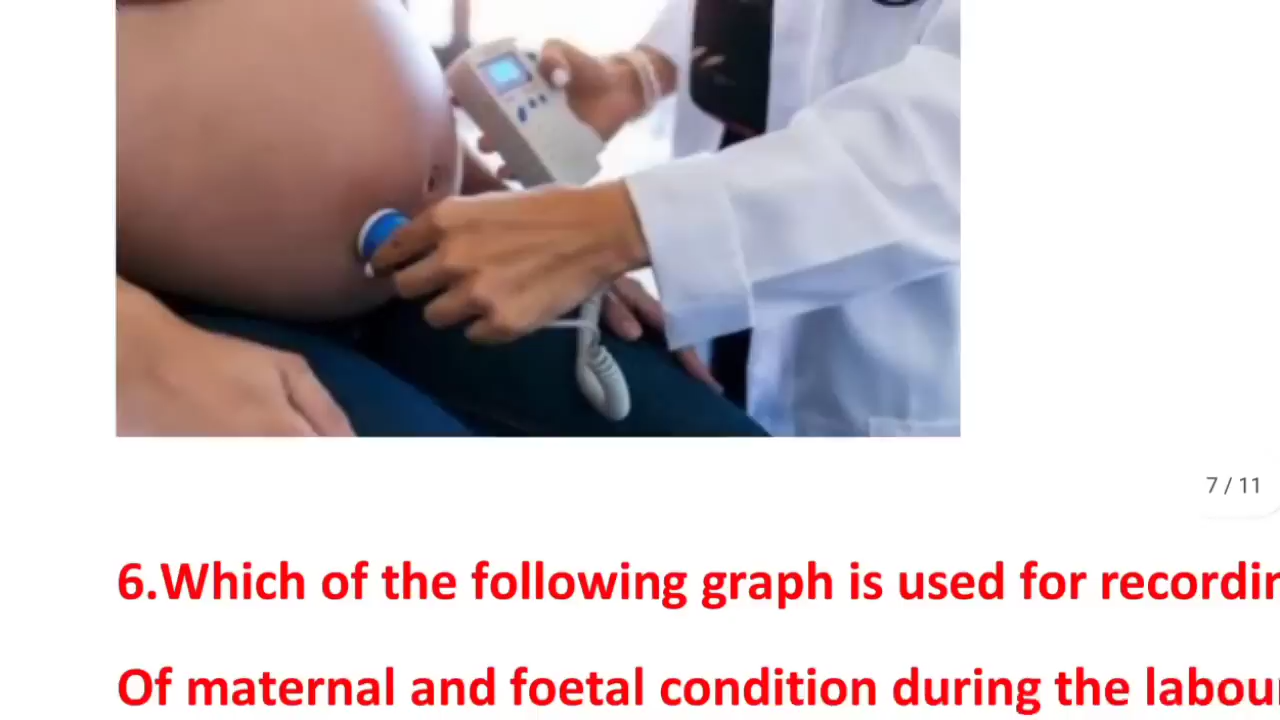 7 / 11
6.Which of the following graph is used for recordin
Of maternal and foetal condition during the labour